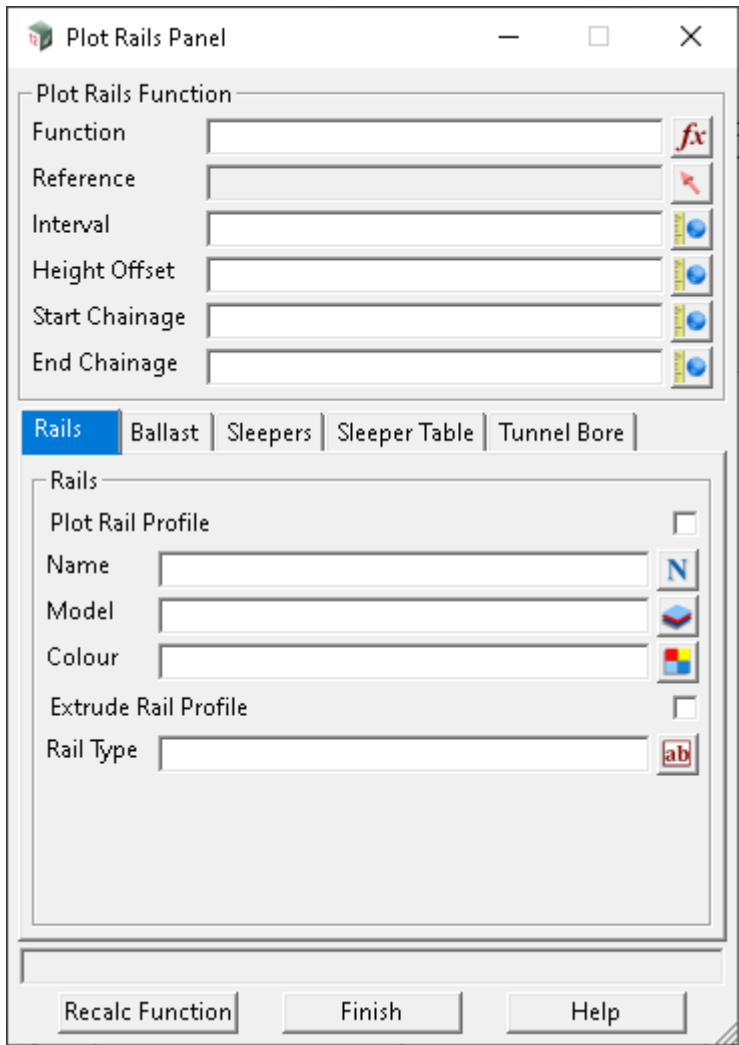 Plot Rails Panel
Plot Rails Function
Function
fx
Reference
Interval
Height Offset
Start Chainage
End Chainage
Rails Ballast Sleepers Sleeper Table Tunnel Bore
Rails
Plot Rail Profile
Name N
Model
Colour
Extrude Rail Profile
Rail Type ab
Recalc Function Finish Help